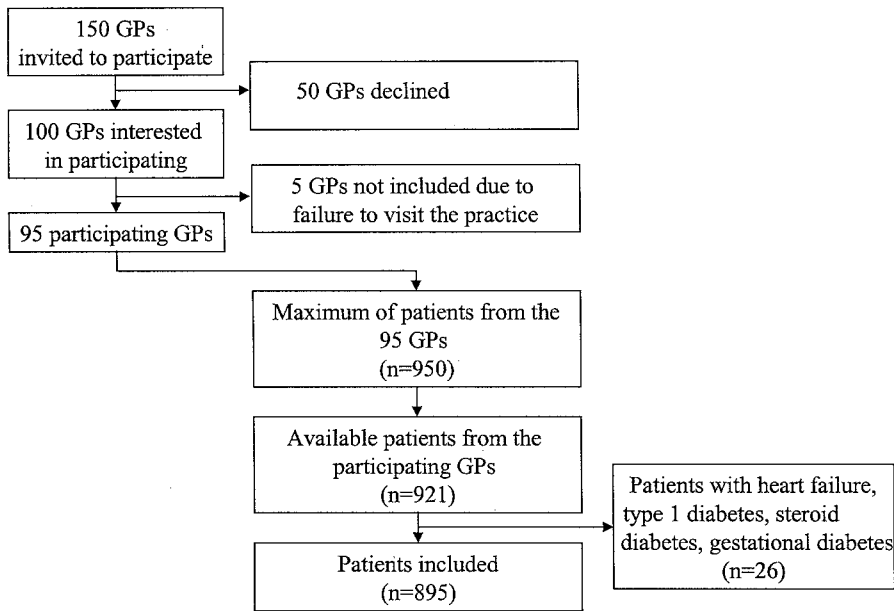 150 GPs
invited to participate
50 GPs declined
100 GPs interested
in participating
5 GPs not included due to
failure to visit the practice
95 participating GPs
Maximum of patients from the
95 GPs
(n=950)
Available patients from the
participating GPs
(n=921)
Patients with heart failure,
type 1 diabetes, steroid
diabetes, gestational diabetes
(n=26)
Patients included
(n=895)